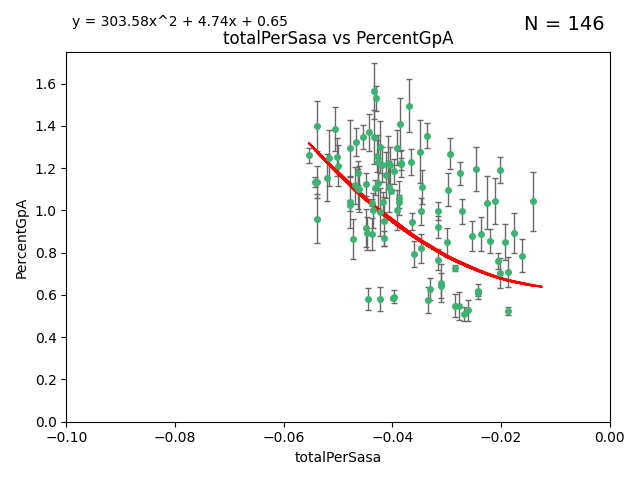 y = 303.58x^2 + 4.74x + 0.65
N = 146
totalPerSasa vs PercentGpA
PercentGpA
1.6
1.4
1.2
1.0
0.8
0.6
0.4
0.2
0.0
−0.10 −0.08 −0.06 −0.04 −0.02 0.00
totalPerSasa